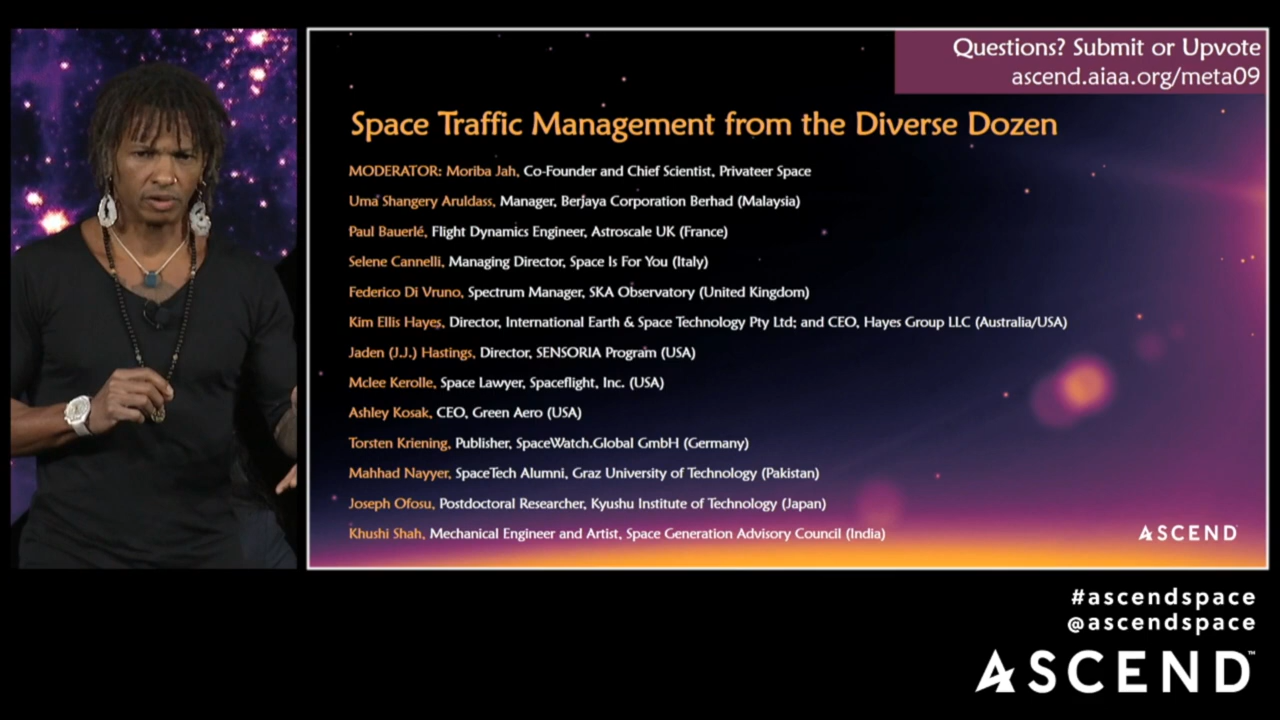 Questions? Submit or Upvote
ascend.aiaa.org/meta09
Space Traffic Management from the Diverse Dozen
MODERATOR: Moriba Jah, Co-Founder and Chief Scientist, Privateer Space
Uma Shangery Aruldass, Manager, Berjaya Corporation Berhad (Malaysia)
Paul Bauerlé, Flight Dynamics Engineer, Astroscale UK (France)
Selene Cannelli, Managing Director, Space Is For You (Italy)
Federico Di Vruno, Spectrum Manager, SKA Observatory (United Kingdom)
Kim Ellis Hayes, Director, International Earth & Space Technology Pty Ltd; and CEO, Hayes Group LLC (Australia/USA)
Jaden (J.J.) Hastings, Director, SENSORIA Program (USA)
Mclee Kerolle, Space Lawyer, Spaceflight, Inc. (USA)
Ashley Kosak, CEO, Green Aero (USA)
Torsten Kriening, Publisher, SpaceWatch.Global GmbH (Germany)
Mahhad Nayyer, SpaceTech Alumni, Graz University of Technology (Pakistan)
Joseph Ofosu, Postdoctoral Researcher, Kyushu Institute of Technology (Japan)
Khushi Shah, Mechanical Engineer and Artist, Space Generation Advisory Council (India)
ASCEND
#ascendspace
@ascendspace
ASCEND™